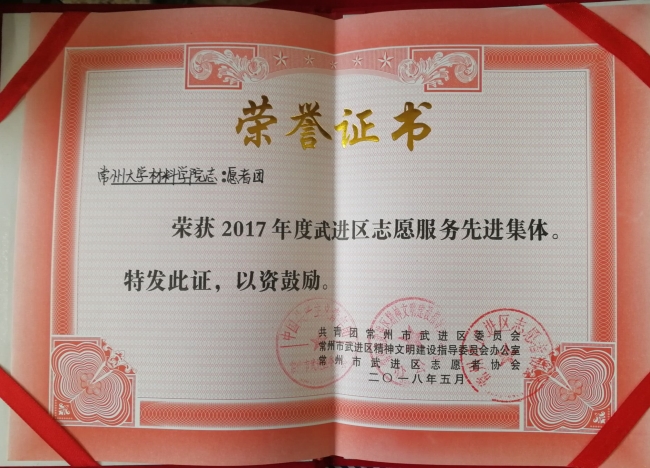 荣誉证书
常州大学材料学院志:愿者团
荣获2017年度武进区志愿服务先进集体。
特发此证，以资鼓励。
共青团常州市武进区委员会
常州市武进区精神文明建设指导委员会办公室
常州市武进区志愿者协会
二〇一八年五月